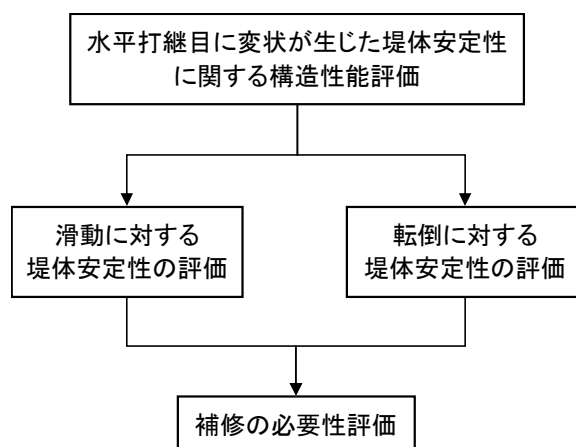 水平打継目に変状が生じた堤体安定性
に関する構造性能評価
滑動に対する
堤体安定性の評価
転倒に対する
堤体安定性の評価
補修の必要性評価